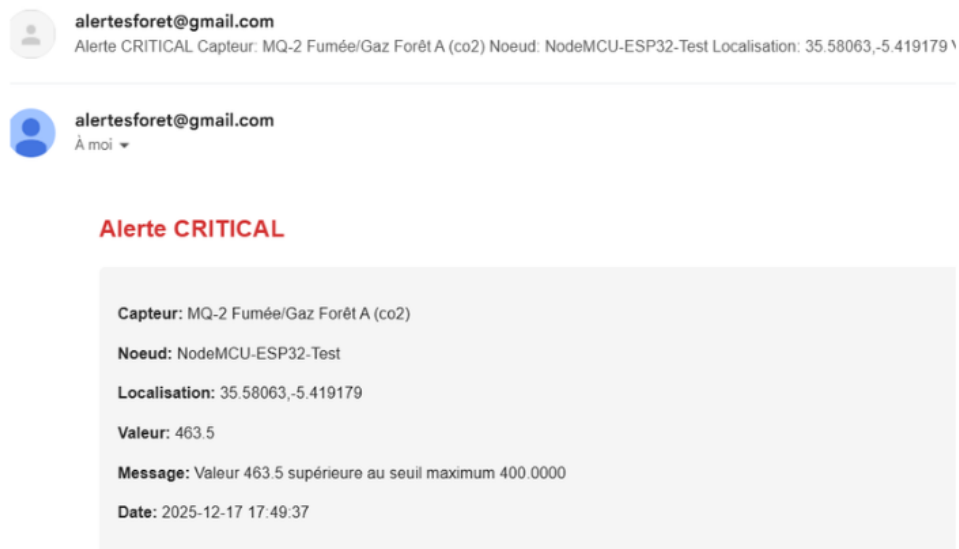 alertesforet@gmail.com
Alerte CRITICAL Capteur: MQ-2 Fumée/Gaz Forêt A (co2) Noeud: NodeMCU-ESP32-Test Localisation: 35.58063,-5.419179
alertesforet@gmail.com
À moi
Alerte CRITICAL
Capteur: MQ-2 Fumée/Gaz Forêt A (co2)
Noeud: NodeMCU-ESP32-Test
Localisation: 35.58063,-5.419179
Valeur: 463.5
Message: Valeur 463.5 supérieure au seuil maximum 400.0000
Date: 2025-12-17 17:49:37